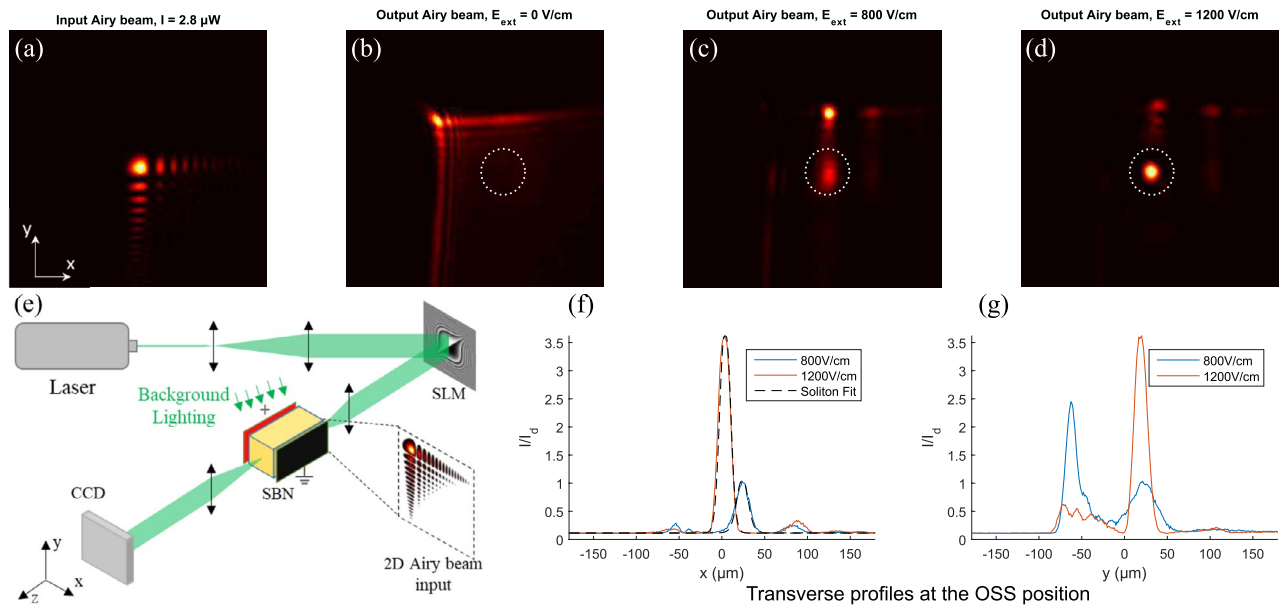 Input Airy beam, I = 2.8 µW
Output Airy beam, E_ext = 0 V/cm
Output Airy beam, E_ext = 800 V/cm
Output Airy beam, E_ext = 1200 V/cm
(a)
(b)
(c)
(d)
y
x
(e)
Laser
Background
Lighting
+
SLM
SBN
CCD
y
x
z
2D Airy beam
input
(f)
3.5
3
2.5
2
1.5
1
0.5
0
I/I_d
800V/cm
1200V/cm
Soliton Fit
-150 -100 -50 0 50 100 150
x (µm)
(g)
3.5
3
2.5
2
1.5
1
0.5
0
I/I_d
800V/cm
1200V/cm
-150 -100 -50 0 50 100 150
y (µm)
Transverse profiles at the OSS position